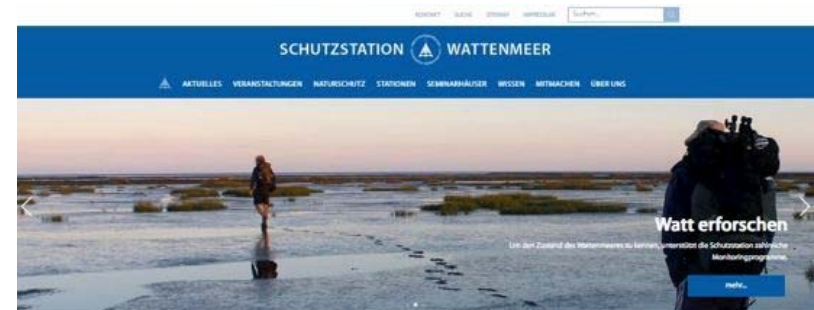 KONTAKT SUCHE SITEMAP IMPRESSUM Suchen...
SCHUTZSTATION WATTENMEER
AKTUELLES VERANSTALTUNGEN NATURSCHUTZ STATIONEN SEMINARHÄUSER WISSEN MITMACHEN ÜBER UNS
Watt erforschen
Um den Zustand des Wattenmeeres zu kennen, unterstützt die Schutzstation zahlreiche
Monitoringprogramme.
mehr...